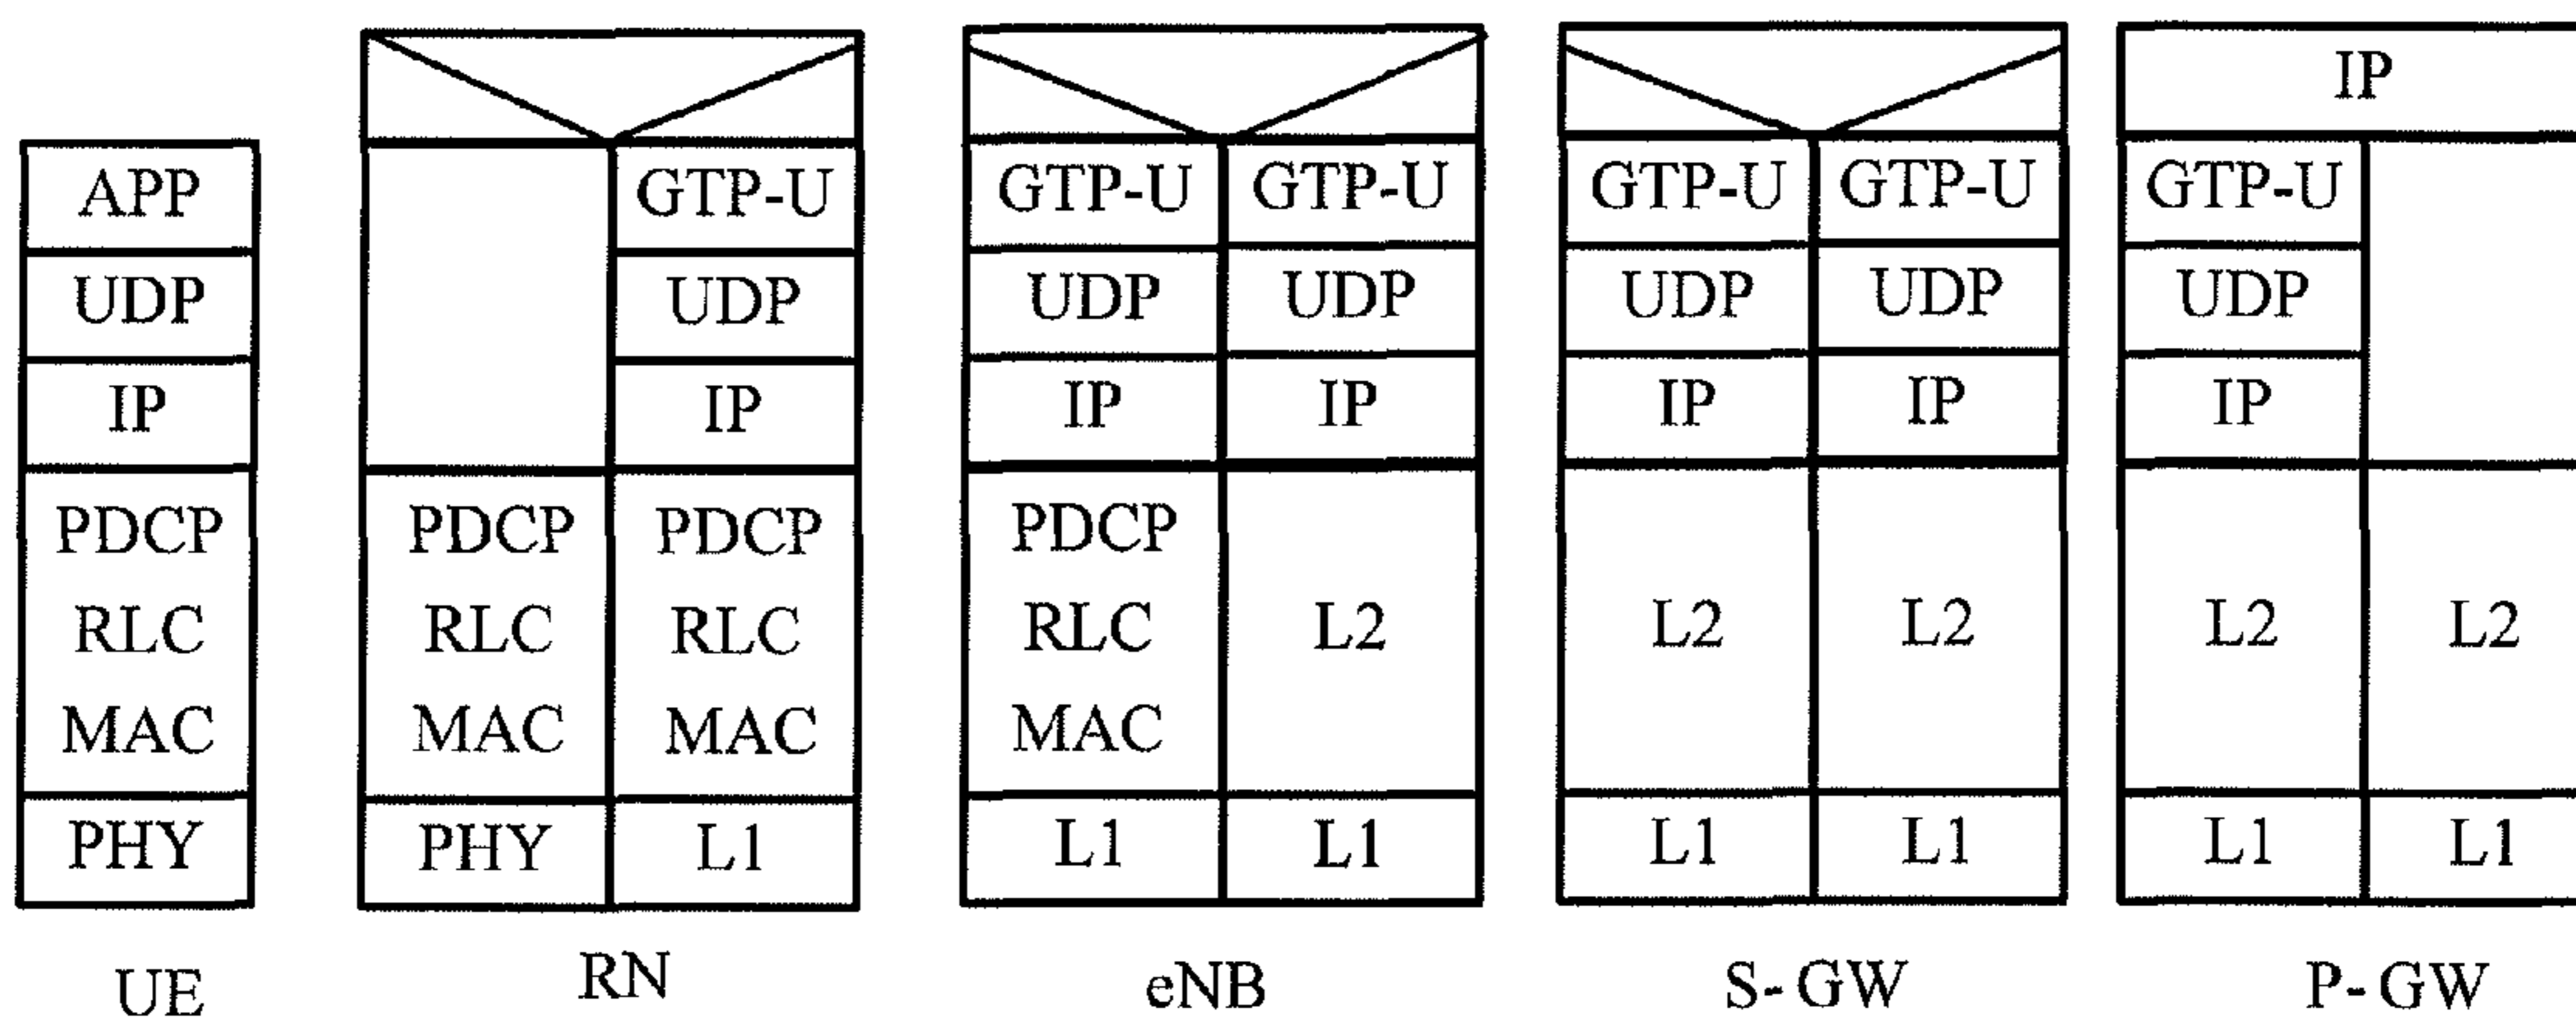 IP
APP GTP-U GTP-U GTP-U GTP-U GTP-U GTP-U
UDP UDP UDP UDP UDP UDP UDP
IP IP IP IP IP IP IP
PDCP PDCP PDCP PDCP
RLC RLC RLC RLC L2 L2 L2 L2 L2
MAC MAC MAC MAC
PHY PHY L1 L1 L1 L1 L1 L1 L1
UE RN eNB S-GW P-GW